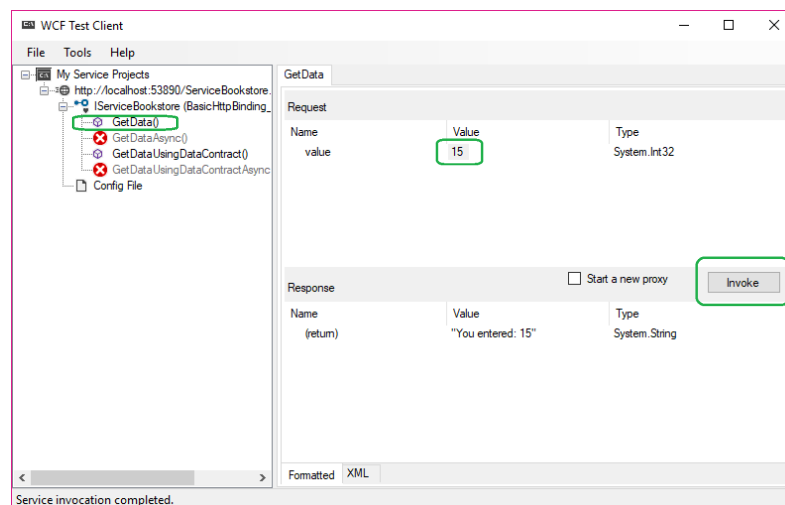 WCF Test Client
File Tools Help
My Service Projects
http://localhost:53890/ServiceBookstore.
IServiceBookstore (BasicHttpBinding_
GetData()
GetDataAsync()
GetDataUsingDataContract()
GetDataUsingDataContractAsync
Config File
GetData
Request
Name Value Type
value 15 System.Int32
Response Start a new proxy Invoke
Name Value Type
(return) "You entered: 15" System.String
Formatted XML
Service invocation completed.